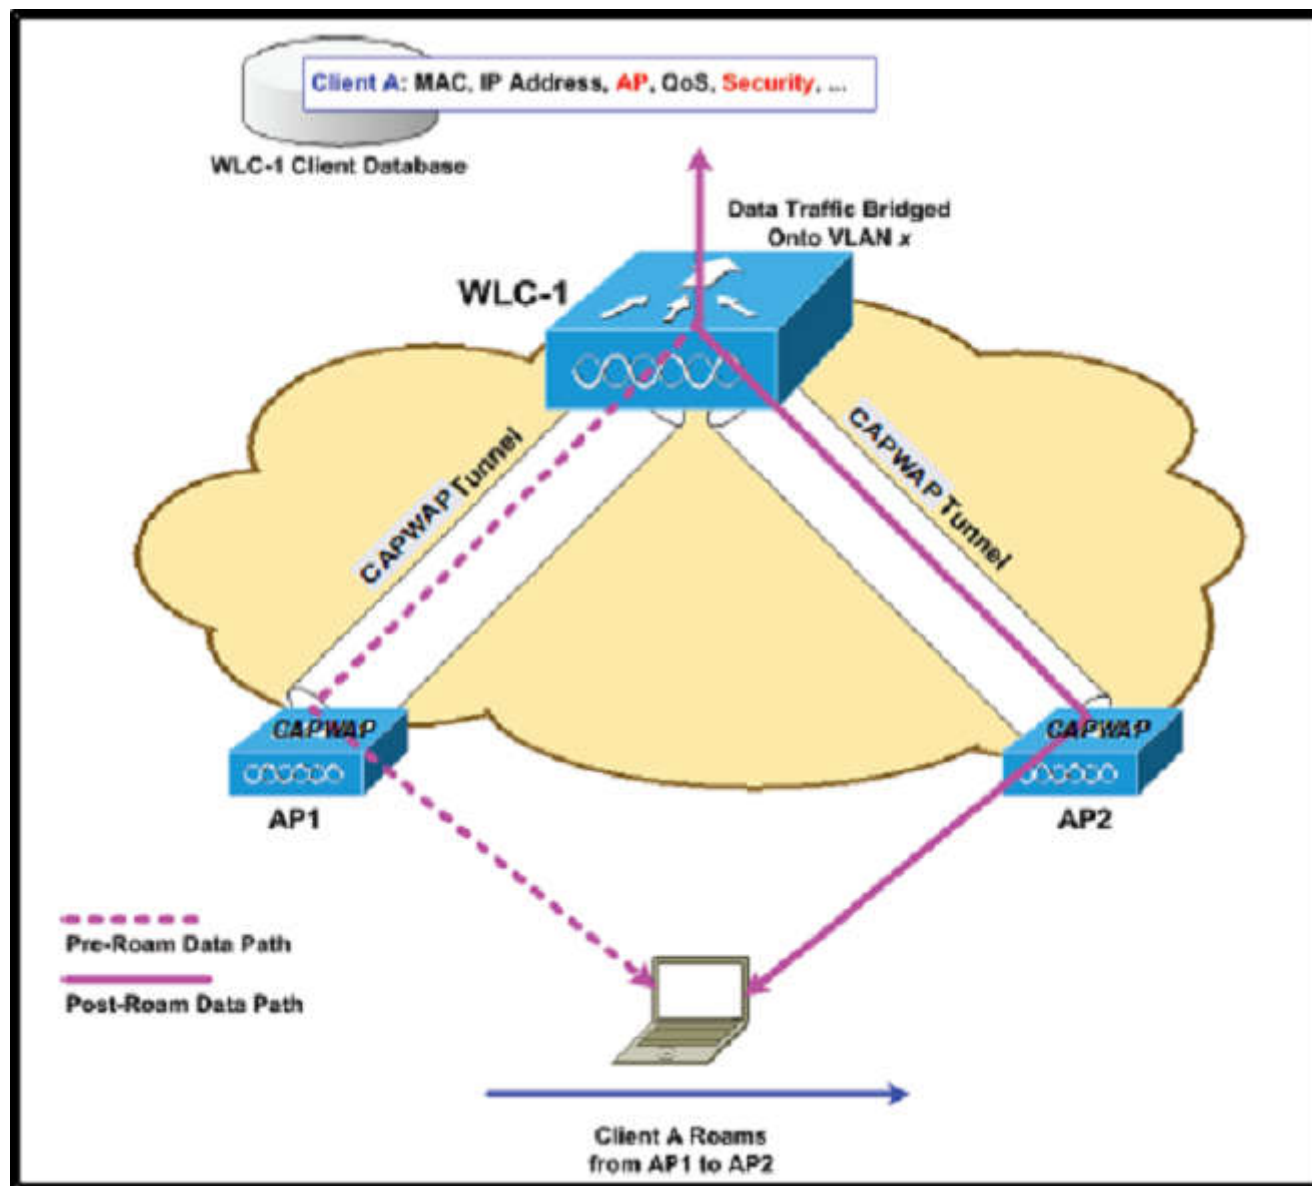 Client A: MAC, IP Address, AP, QoS, Security, ...
WLC-1 Client Database
Data Traffic Bridged
Onto VLAN x
WLC-1
CAPWAP Tunnel
CAPWAP Tunnel
CAPWAP
CAPWAP
AP1
AP2
Pre-Roam Data Path
Post-Roam Data Path
Client A Roams
from AP1 to AP2